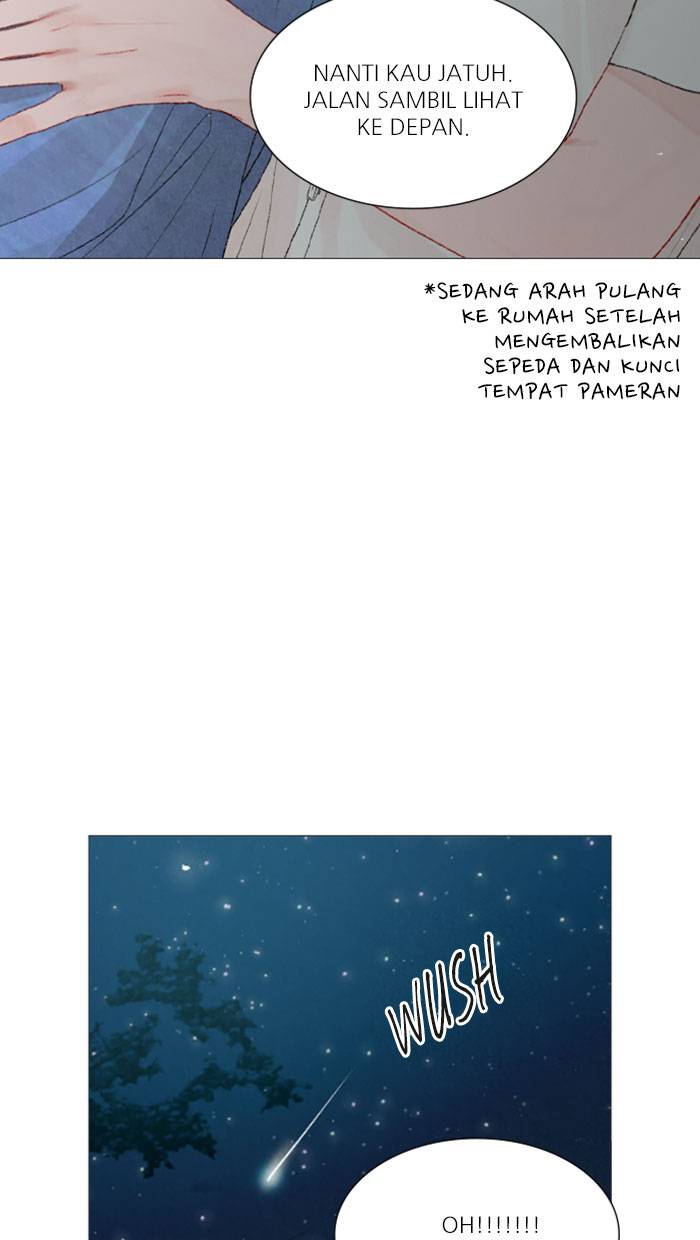 NANTI KAU JATUH.
JALAN SAMBIL LIHAT
KE DEPAN.
*SEDANG ARAH PULANG
KE RUMAH SETELAH
MENGEMBALIKAN
SEPEDA DAN KUNCI
TEMPAT PAMERAN
WUSH
OH!!!!!!!